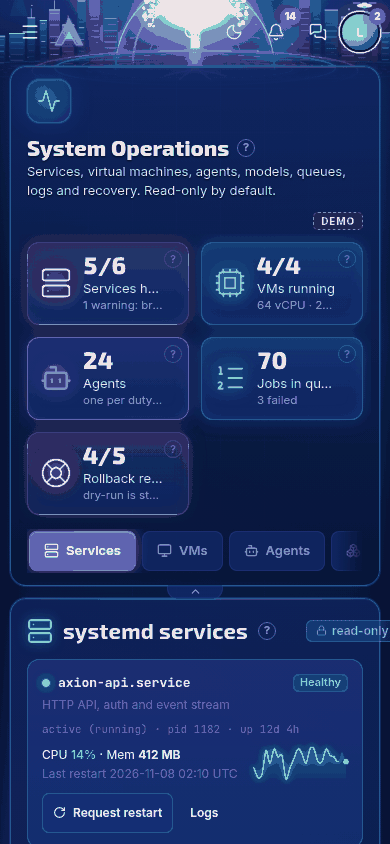 14
2
L
System Operations ?
Services, virtual machines, agents, models, queues,
logs and recovery. Read-only by default.
DEMO
5/6 ?
Services h...
1 warning: br...
4/4 ?
VMs running
64 vCPU · 2...
24 ?
Agents
one per duty...
70 ?
Jobs in qu...
3 failed
4/5 ?
Rollback re...
dry-run is st...
Services VMs Agents
systemd services ? read-only
axion-api.service Healthy
HTTP API, auth and event stream
active (running) · pid 1182 · up 12d 4h
CPU 14% · Mem 412 MB
Last restart 2026-11-08 02:10 UTC
Request restart Logs